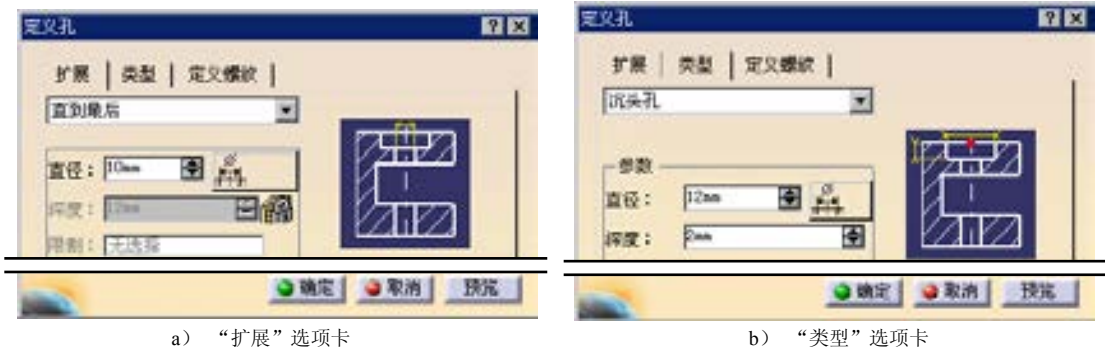 定义孔
扩展 类型 定义螺纹
直到最后
直径： 10mm
深度： 12mm
限制： 无选择
确定 取消 预览
a） “扩展”选项卡
定义孔
扩展 类型 定义螺纹
沉头孔
参数
直径： 12mm
深度： 2mm
确定 取消 预览
b） “类型”选项卡